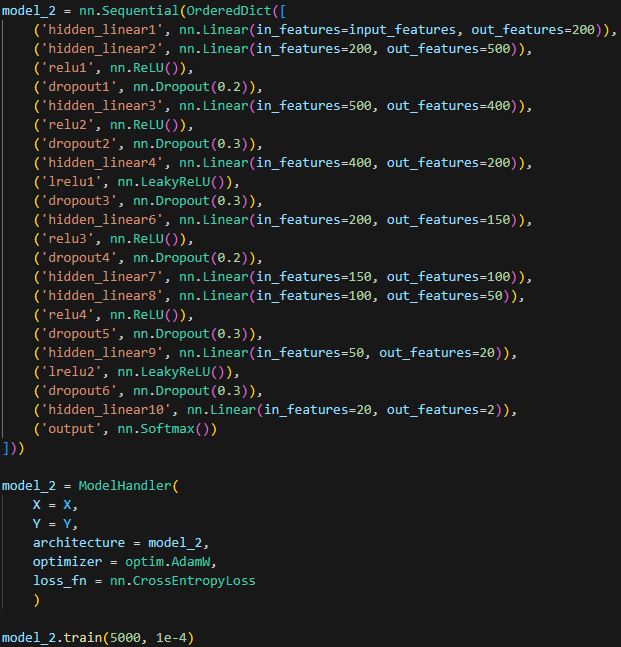 model_2 = nn.Sequential(OrderedDict([
    ('hidden_linear1', nn.Linear(in_features=input_features, out_features=200)),
    ('hidden_linear2', nn.Linear(in_features=200, out_features=500)),
    ('relu1', nn.ReLU()),
    ('dropout1', nn.Dropout(0.2)),
    ('hidden_linear3', nn.Linear(in_features=500, out_features=400)),
    ('relu2', nn.ReLU()),
    ('dropout2', nn.Dropout(0.3)),
    ('hidden_linear4', nn.Linear(in_features=400, out_features=200)),
    ('lrelu1', nn.LeakyReLU()),
    ('dropout3', nn.Dropout(0.3)),
    ('hidden_linear6', nn.Linear(in_features=200, out_features=150)),
    ('relu3', nn.ReLU()),
    ('dropout4', nn.Dropout(0.2)),
    ('hidden_linear7', nn.Linear(in_features=150, out_features=100)),
    ('hidden_linear8', nn.Linear(in_features=100, out_features=50)),
    ('relu4', nn.ReLU()),
    ('dropout5', nn.Dropout(0.3)),
    ('hidden_linear9', nn.Linear(in_features=50, out_features=20)),
    ('lrelu2', nn.LeakyReLU()),
    ('dropout6', nn.Dropout(0.3)),
    ('hidden_linear10', nn.Linear(in_features=20, out_features=2)),
    ('output', nn.Softmax())
]))

model_2 = ModelHandler(
    X = X,
    Y = Y,
    architecture = model_2,
    optimizer = optim.AdamW,
    loss_fn = nn.CrossEntropyLoss
    )

model_2.train(5000, 1e-4)